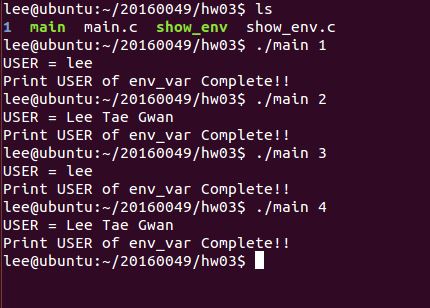 lee@ubuntu:~/20160049/hw03$ ls
1 main main.c show_env show_env.c
lee@ubuntu:~/20160049/hw03$ ./main 1
USER = lee
Print USER of env_var Complete!!
lee@ubuntu:~/20160049/hw03$ ./main 2
USER = Lee Tae Gwan
Print USER of env_var Complete!!
lee@ubuntu:~/20160049/hw03$ ./main 3
USER = lee
Print USER of env_var Complete!!
lee@ubuntu:~/20160049/hw03$ ./main 4
USER = Lee Tae Gwan
Print USER of env_var Complete!!
lee@ubuntu:~/20160049/hw03$